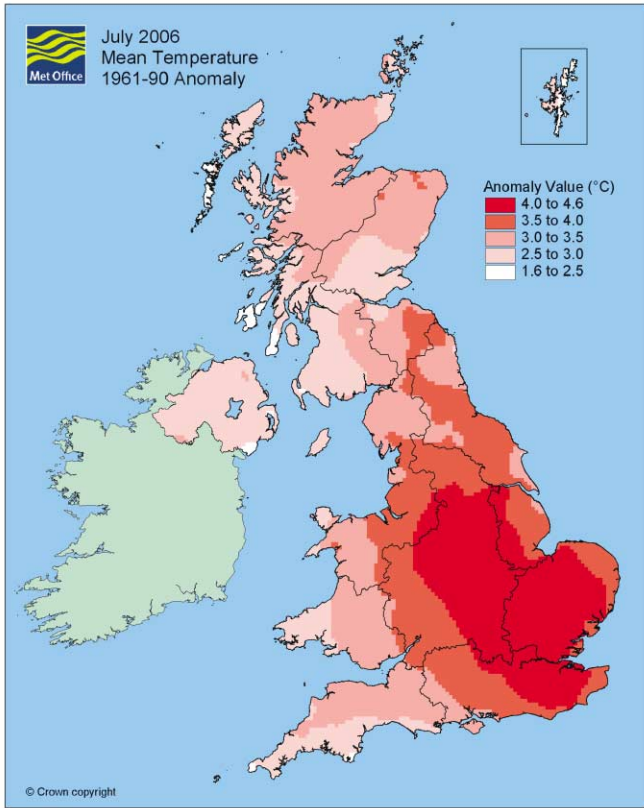 Met Office
July 2006
Mean Temperature
1961-90 Anomaly
Anomaly Value (°C)
4.0 to 4.6
3.5 to 4.0
3.0 to 3.5
2.5 to 3.0
1.6 to 2.5
© Crown copyright